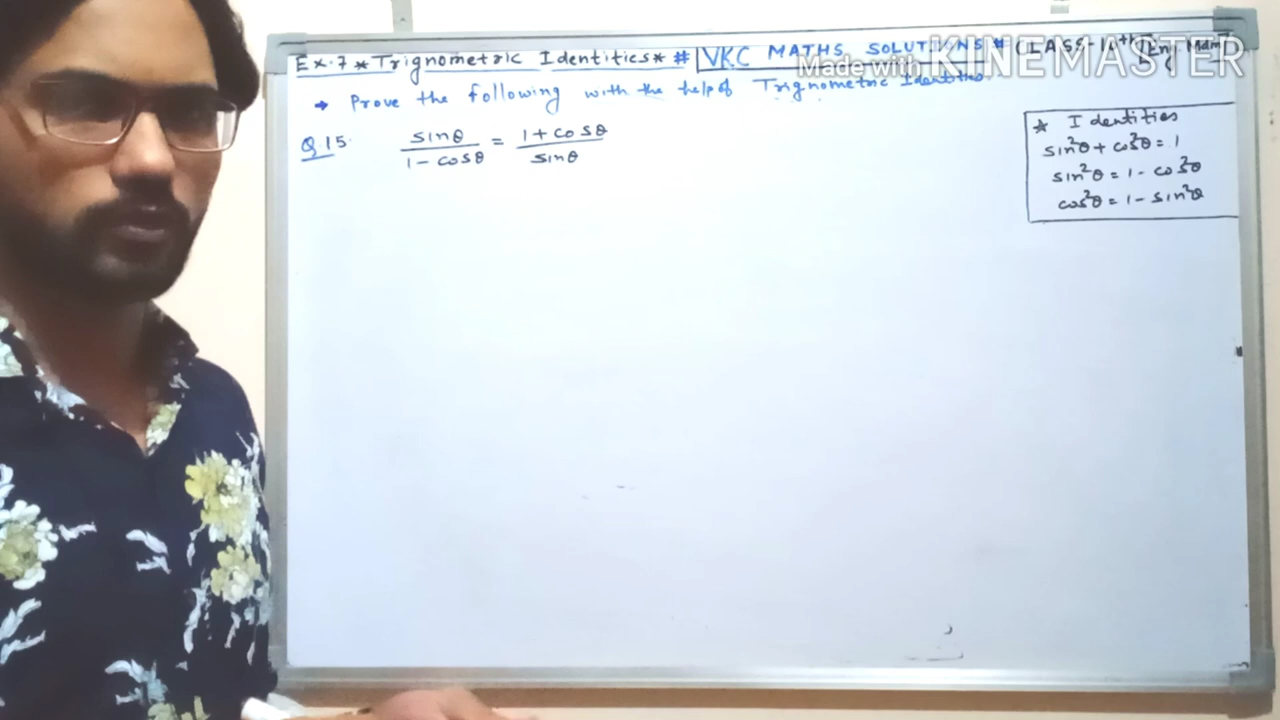 Ex.7 * Trignometric Identities * # VKC MATHS SOLUTIONS # CLASS 10th
Made with KINEMASTER
→ Prove the following with the help of Trignometric Identities
Q.15. sinθ / 1 - cosθ = 1 + cosθ / sinθ
* Identities
sin²θ + cos²θ = 1
sin²θ = 1 - cos²θ
cos²θ = 1 - sin²θ